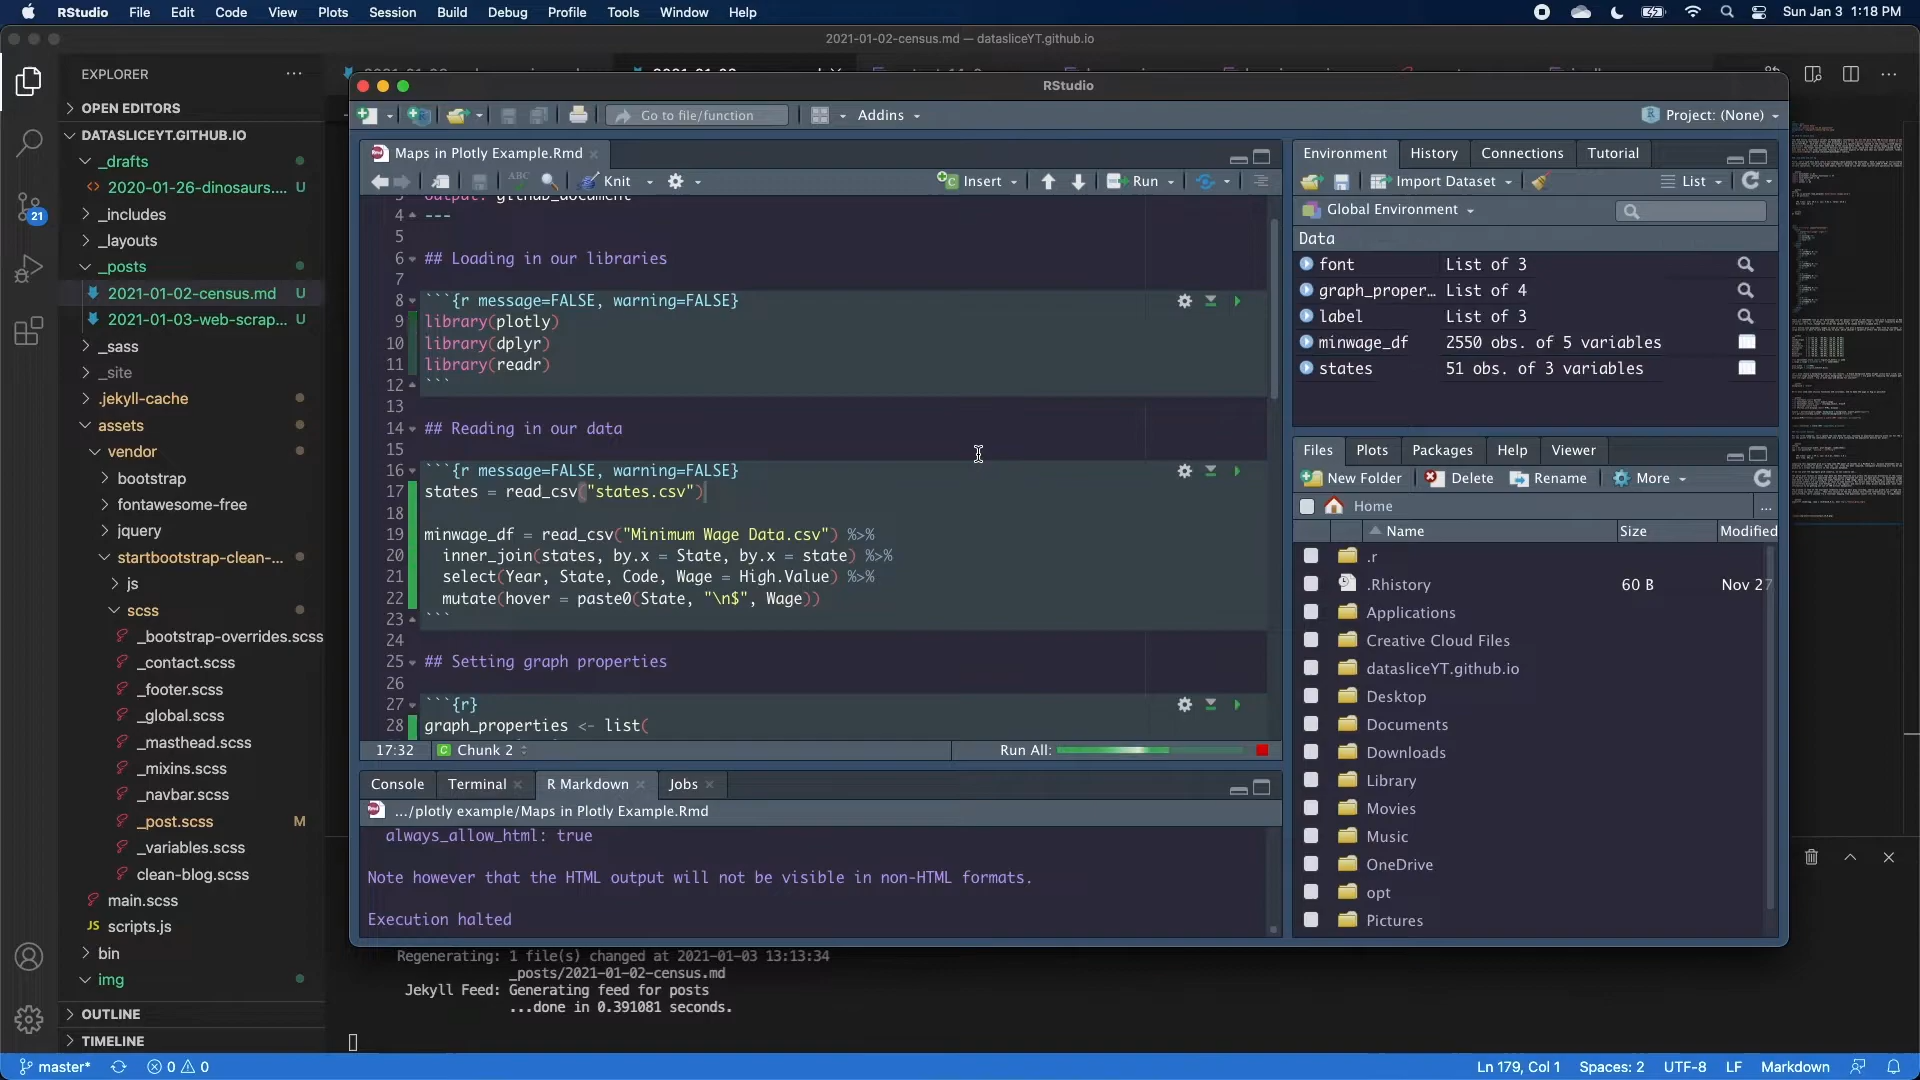 RStudio File Edit Code View Plots Session Build Debug Profile Tools Window Help Sun Jan 3 1:18 PM
2021-01-02-census.md — datasliceYT.github.io
EXPLORER
OPEN EDITORS
DATASLICEYT.GITHUB.IO
_drafts
2020-01-26-dinosaurs.... U
_includes
_layouts
_posts
2021-01-02-census.md U
2021-01-03-web-scrap... U
_sass
_site
.jekyll-cache
assets
vendor
bootstrap
fontawesome-free
jquery
startbootstrap-clean-...
js
scss
_bootstrap-overrides.scss
_contact.scss
_footer.scss
_global.scss
_masthead.scss
_mixins.scss
_navbar.scss
_post.scss M
_variables.scss
clean-blog.scss
main.scss
JS scripts.js
bin
img
OUTLINE
TIMELINE
21
RStudio
Go to file/function Addins Project: (None)
Maps in Plotly Example.Rmd
ABC Knit Insert Run
output: github_document
4 ---
5
6 ## Loading in our libraries
7
8 ```{r message=FALSE, warning=FALSE}
9 library(plotly)
10 library(dplyr)
11 library(readr)
12 ```
13
14 ## Reading in our data
15
16 ```{r message=FALSE, warning=FALSE}
17 states = read_csv("states.csv")
18
19 minwage_df = read_csv("Minimum Wage Data.csv") %>%
20 inner_join(states, by.x = State, by.x = state) %>%
21 select(Year, State, Code, Wage = High.Value) %>%
22 mutate(hover = paste0(State, "\n$", Wage))
23 ```
24
25 ## Setting graph properties
26
27 ```{r}
28 graph_properties <- list(
17:32 C Chunk 2 Run All:
Console Terminal R Markdown Jobs
.../plotly example/Maps in Plotly Example.Rmd
always_allow_html: true
Note however that the HTML output will not be visible in non-HTML formats.
Execution halted
Environment History Connections Tutorial
Import Dataset List
Global Environment
Data
font List of 3
graph_proper... List of 4
label List of 3
minwage_df 2550 obs. of 5 variables
states 51 obs. of 3 variables
Files Plots Packages Help Viewer
New Folder Delete Rename More
Home ...
Name Size Modified
.r
.Rhistory 60 B Nov 27
Applications
Creative Cloud Files
datasliceYT.github.io
Desktop
Documents
Downloads
Library
Movies
Music
OneDrive
opt
Pictures
Regenerating: 1 file(s) changed at 2021-01-03 13:13:34
_posts/2021-01-02-census.md
Jekyll Feed: Generating feed for posts
...done in 0.391081 seconds.
master* 0 0 Ln 179, Col 1 Spaces: 2 UTF-8 LF Markdown